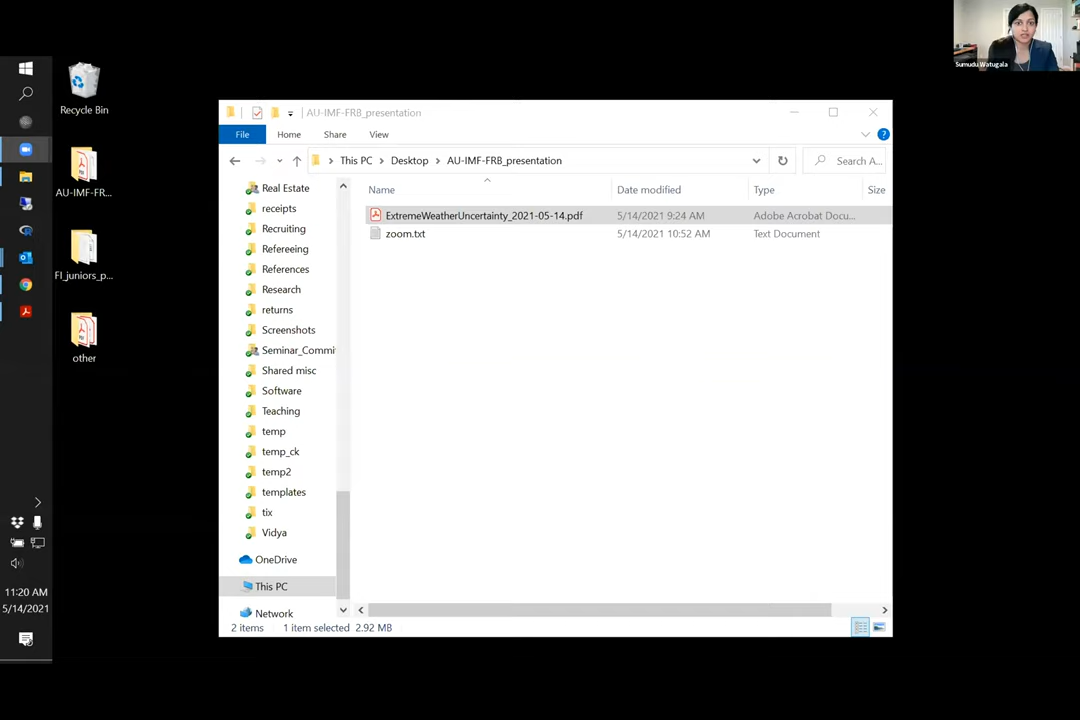 Sumudu Watugala
Recycle Bin
AU-IMF-FR...
FI_juniors_p...
other
11:20 AM
5/14/2021
AU-IMF-FRB_presentation
File Home Share View
This PC Desktop AU-IMF-FRB_presentation
Search A...
Name Date modified Type Size
ExtremeWeatherUncertainty_2021-05-14.pdf 5/14/2021 9:24 AM Adobe Acrobat Docu...
zoom.txt 5/14/2021 10:52 AM Text Document
Real Estate
receipts
Recruiting
Refereeing
References
Research
returns
Screenshots
Seminar_Commi
Shared misc
Software
Teaching
temp
temp_ck
temp2
templates
tix
Vidya
OneDrive
This PC
Network
2 items 1 item selected 2.92 MB